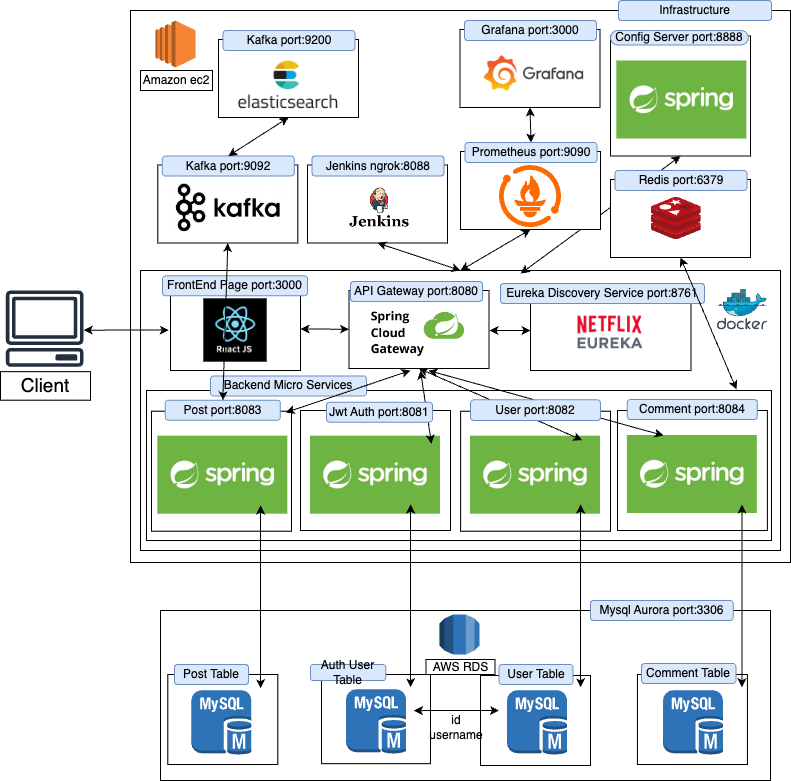 Infrastructure
Amazon ec2
Kafka port:9200
elasticsearch
Grafana port:3000
Grafana
Config Server port:8888
spring
Kafka port:9092
kafka
Jenkins ngrok:8088
Jenkins
Prometheus port:9090
Redis port:6379
Client
FrontEnd Page port:3000
React JS
API Gateway port:8080
Spring
Cloud
Gateway
Eureka Discovery Service port:8761
NETFLIX
EUREKA
docker
Backend Micro Services
Post port:8083
spring
Jwt Auth port:8081
spring
User port:8082
spring
Comment port:8084
spring
Mysql Aurora port:3306
AWS RDS
Post Table
MySQL
M
Auth User
Table
MySQL
M
id
username
User Table
MySQL
M
Comment Table
MySQL
M